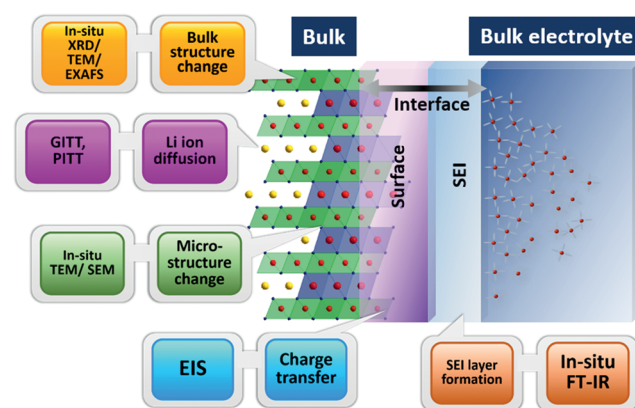 In-situ
XRD/
TEM/
EXAFS
Bulk
structure
change
Bulk
Bulk electrolyte
Interface
GITT,
PITT
Li ion
diffusion
Surface
SEI
In-situ
TEM/ SEM
Micro-
structure
change
EIS
Charge
transfer
SEI layer
formation
In-situ
FT-IR